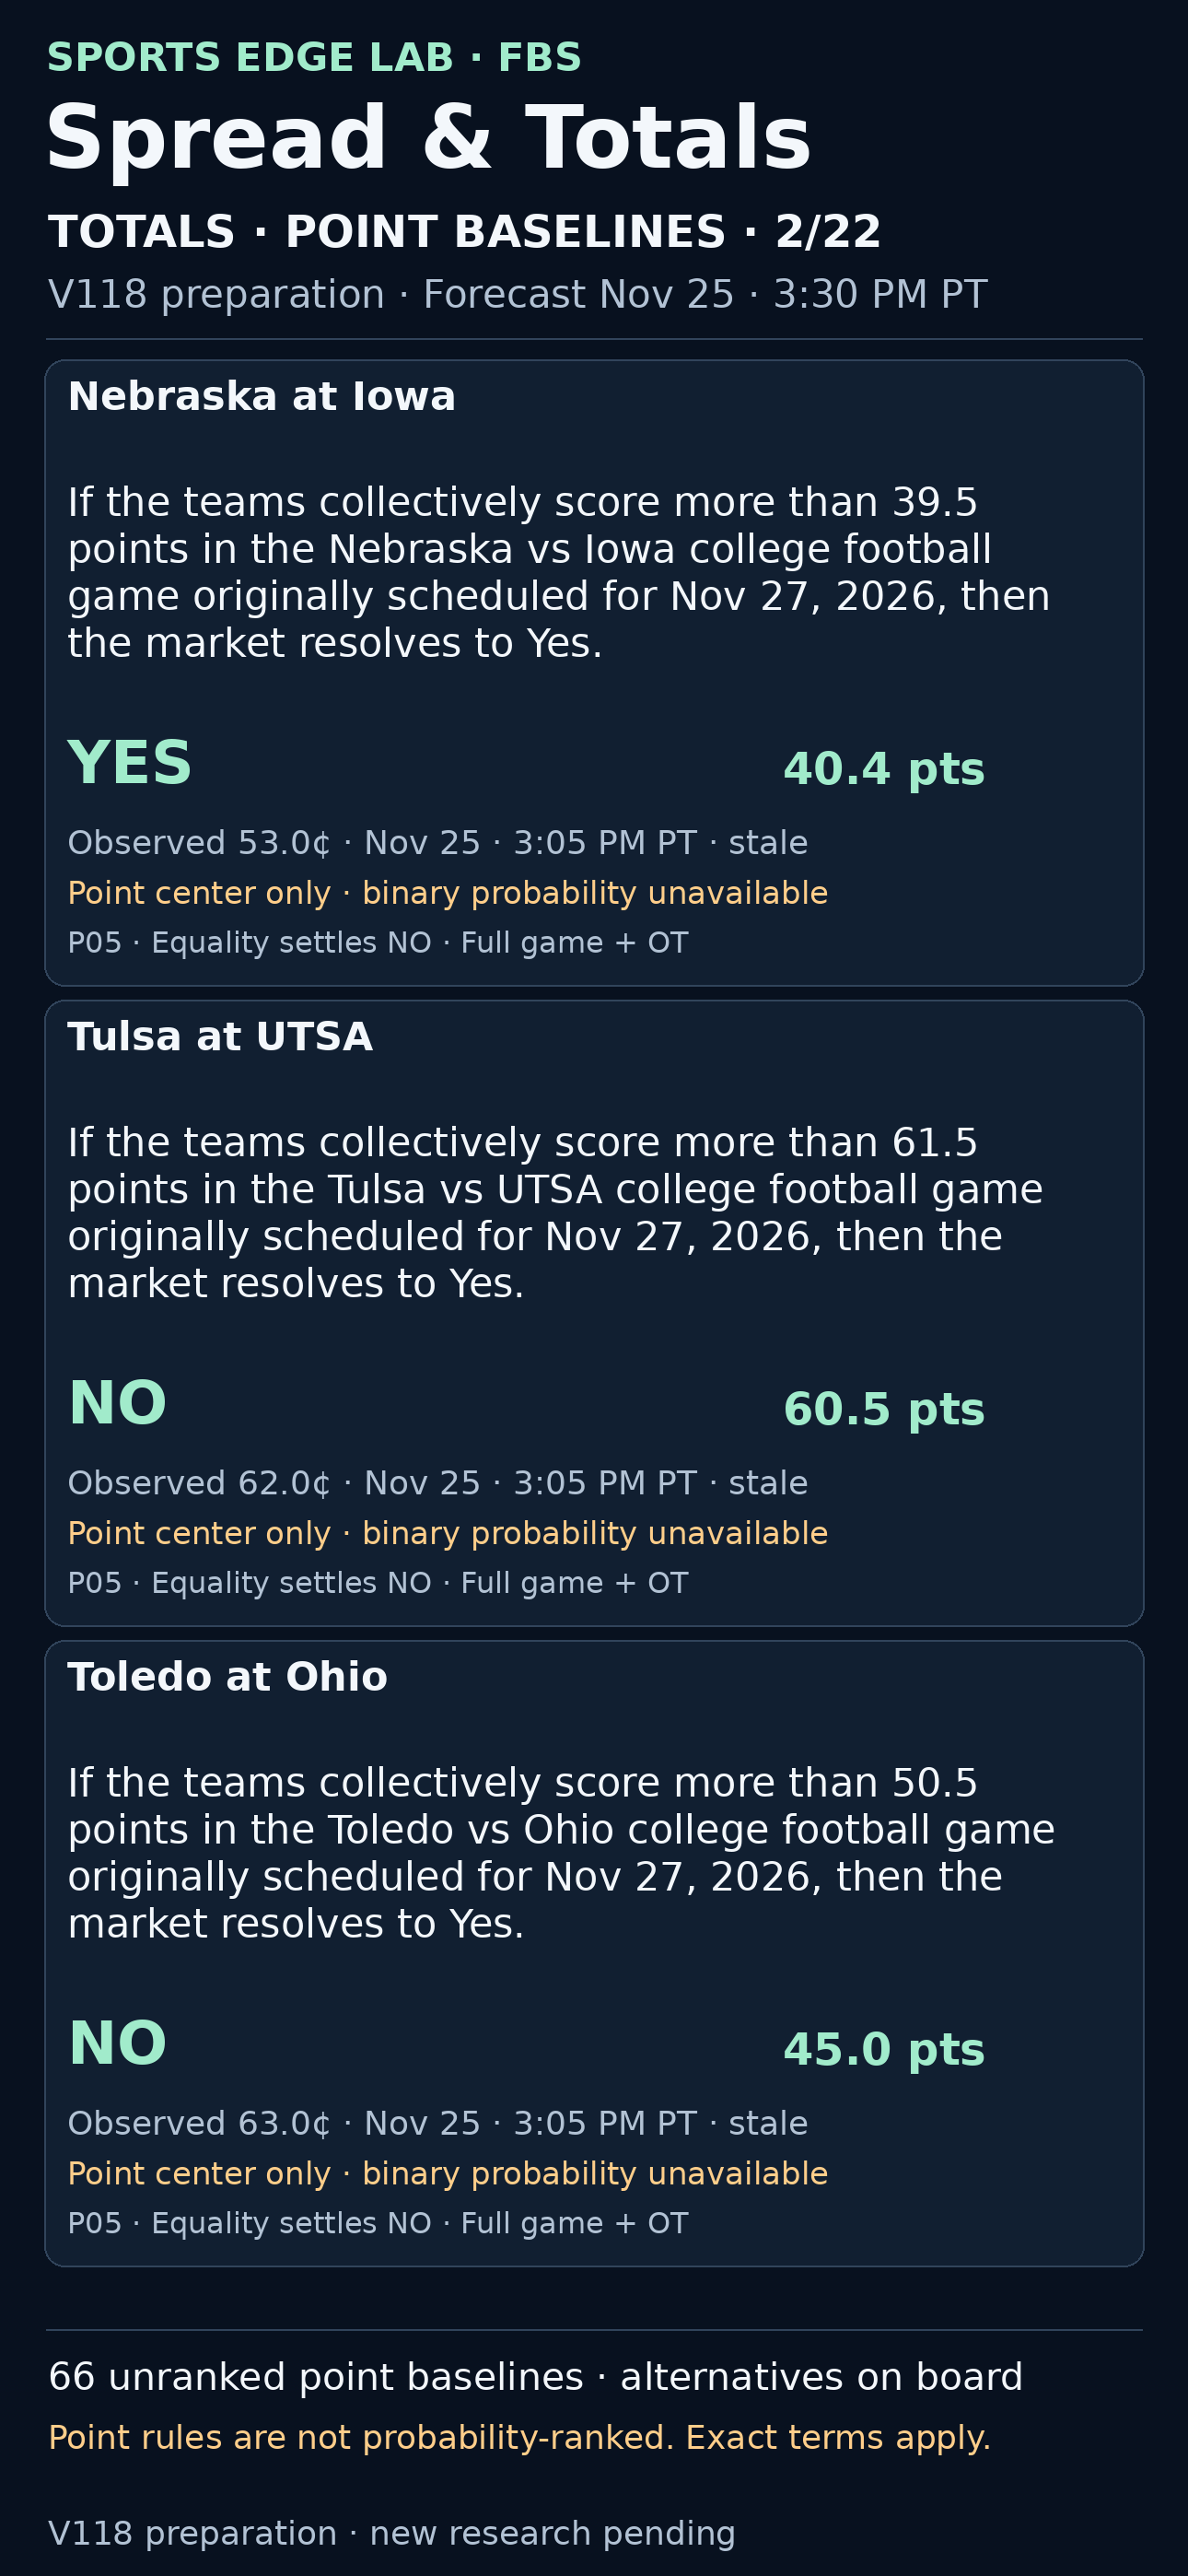 SPORTS EDGE LAB · FBS
Spread & Totals
TOTALS · POINT BASELINES · 2/22
V118 preparation · Forecast Nov 25 · 3:30 PM PT
Nebraska at Iowa
If the teams collectively score more than 39.5
points in the Nebraska vs Iowa college football
game originally scheduled for Nov 27, 2026, then
the market resolves to Yes.
YES 40.4 pts
Observed 53.0¢ · Nov 25 · 3:05 PM PT · stale
Point center only · binary probability unavailable
P05 · Equality settles NO · Full game + OT
Tulsa at UTSA
If the teams collectively score more than 61.5
points in the Tulsa vs UTSA college football game
originally scheduled for Nov 27, 2026, then the
market resolves to Yes.
NO 60.5 pts
Observed 62.0¢ · Nov 25 · 3:05 PM PT · stale
Point center only · binary probability unavailable
P05 · Equality settles NO · Full game + OT
Toledo at Ohio
If the teams collectively score more than 50.5
points in the Toledo vs Ohio college football game
originally scheduled for Nov 27, 2026, then the
market resolves to Yes.
NO 45.0 pts
Observed 63.0¢ · Nov 25 · 3:05 PM PT · stale
Point center only · binary probability unavailable
P05 · Equality settles NO · Full game + OT
66 unranked point baselines · alternatives on board
Point rules are not probability-ranked. Exact terms apply.
V118 preparation · new research pending